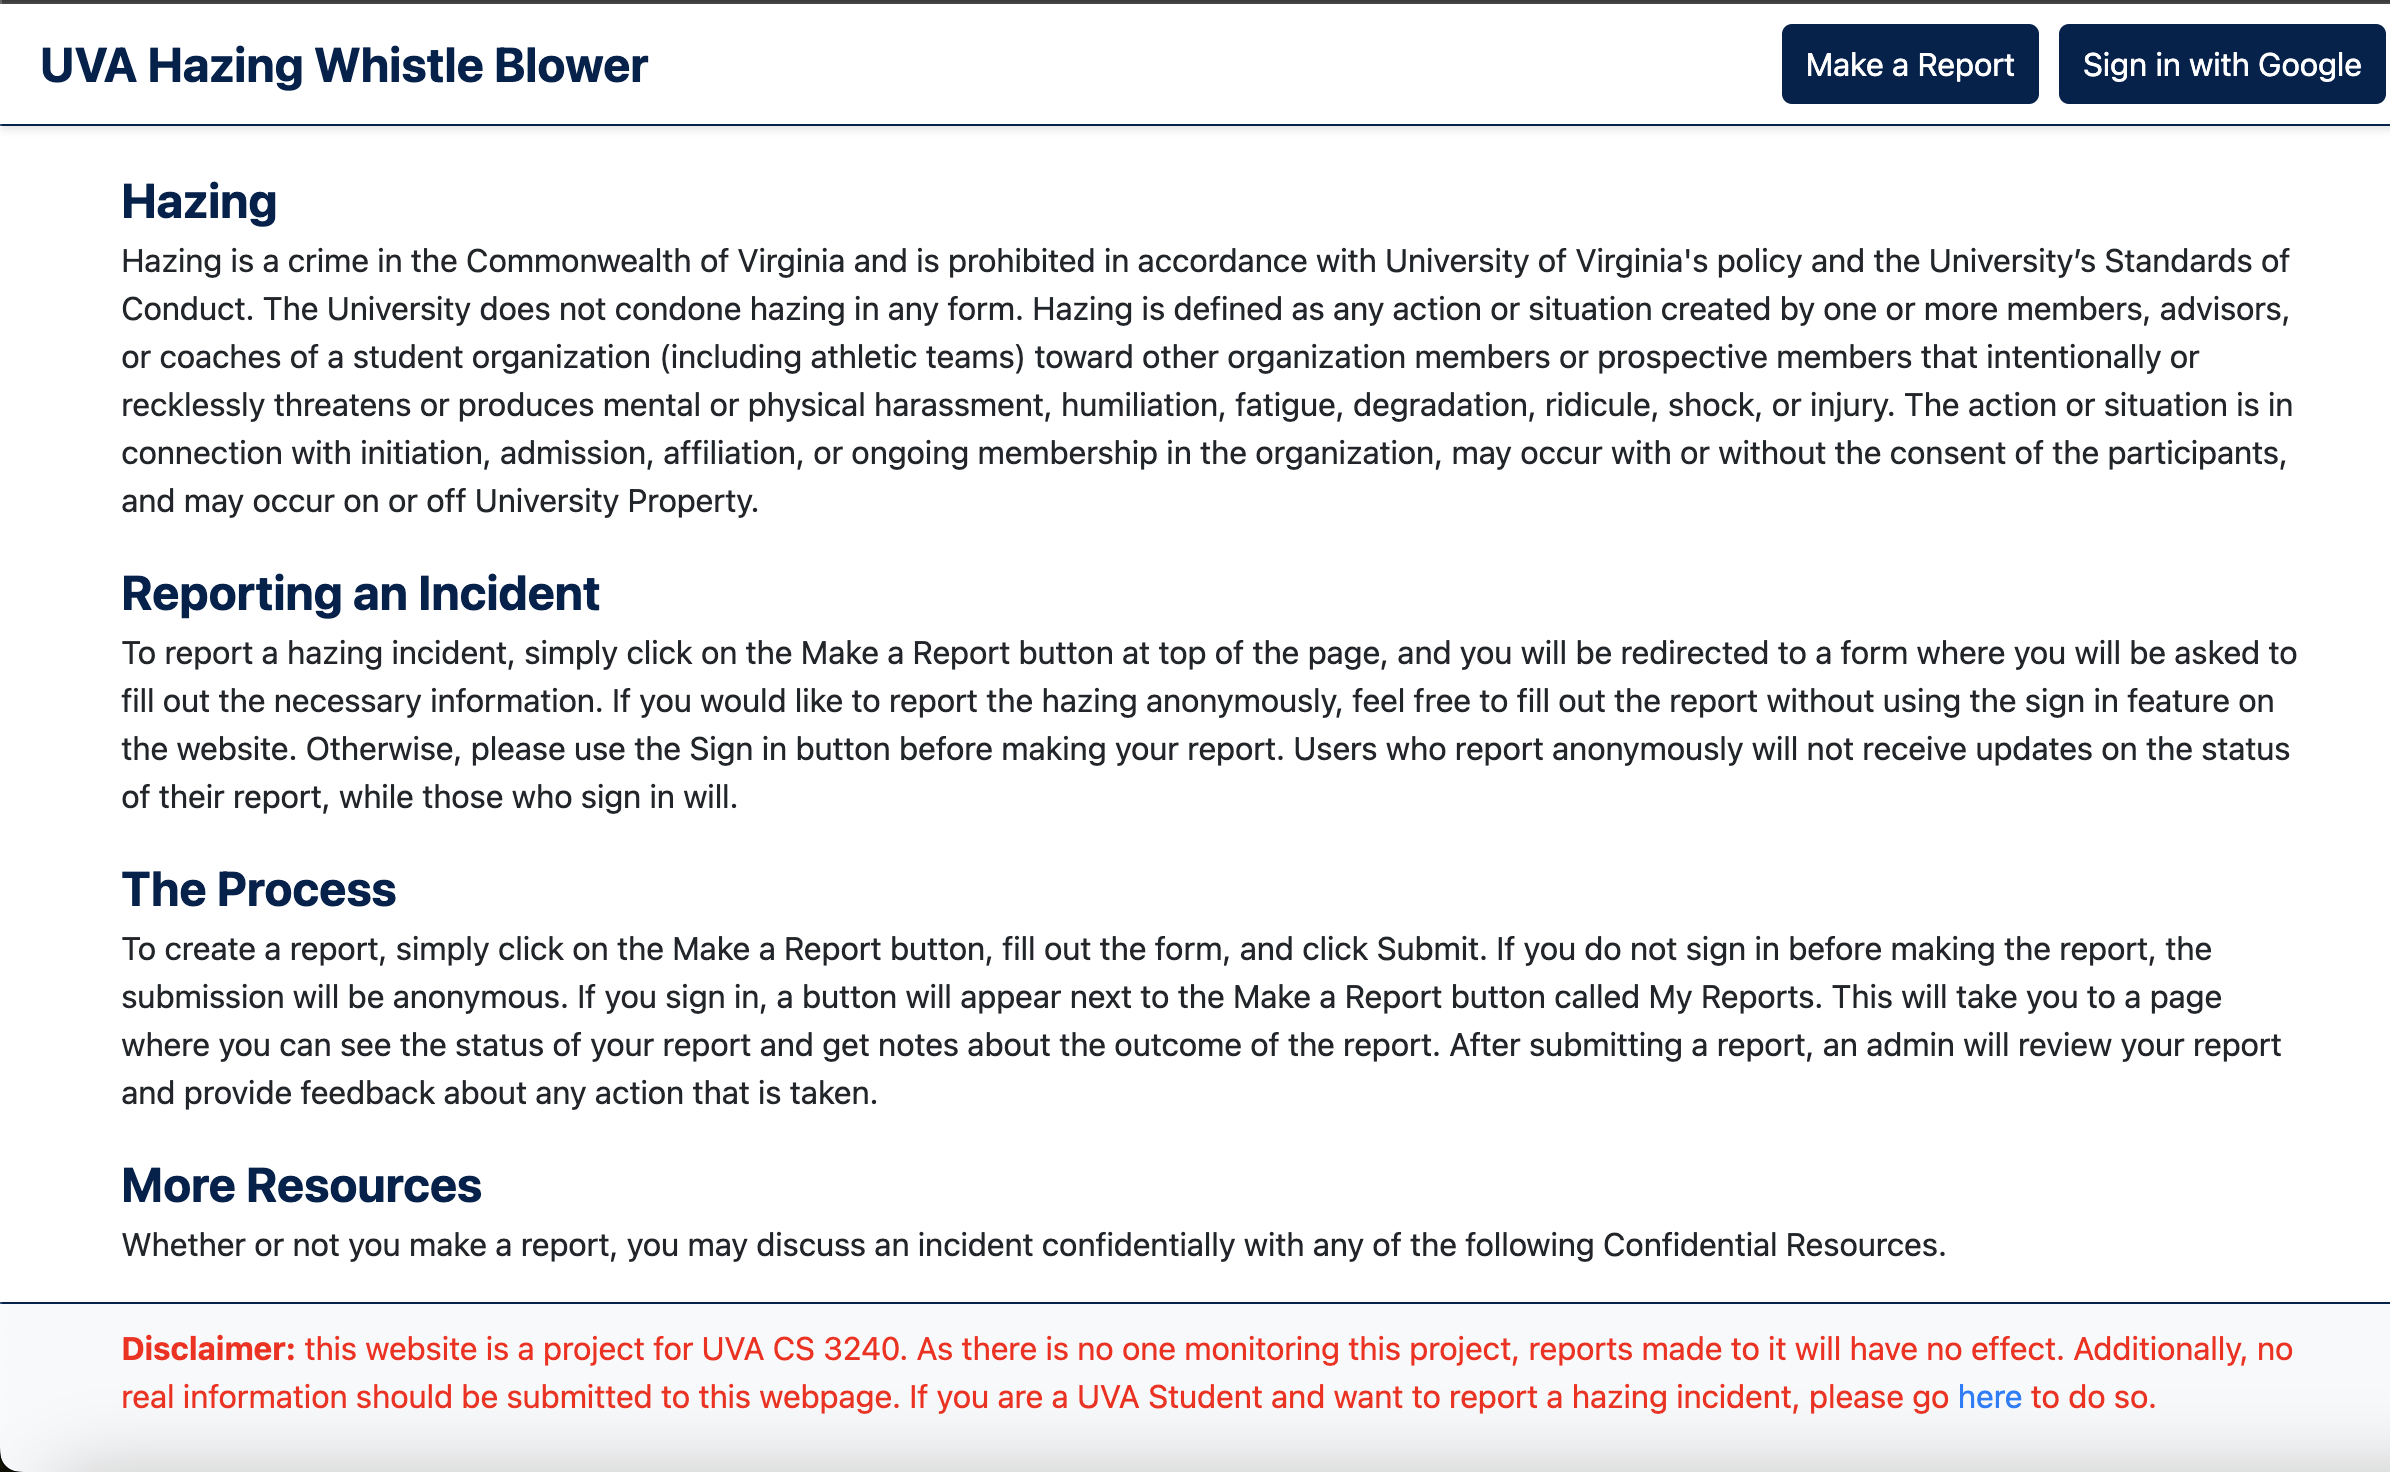 UVA Hazing Whistle Blower
Make a Report
Sign in with Google
Hazing
Hazing is a crime in the Commonwealth of Virginia and is prohibited in accordance with University of Virginia's policy and the University’s Standards of
Conduct. The University does not condone hazing in any form. Hazing is defined as any action or situation created by one or more members, advisors,
or coaches of a student organization (including athletic teams) toward other organization members or prospective members that intentionally or
recklessly threatens or produces mental or physical harassment, humiliation, fatigue, degradation, ridicule, shock, or injury. The action or situation is in
connection with initiation, admission, affiliation, or ongoing membership in the organization, may occur with or without the consent of the participants,
and may occur on or off University Property.
Reporting an Incident
To report a hazing incident, simply click on the Make a Report button at top of the page, and you will be redirected to a form where you will be asked to
fill out the necessary information. If you would like to report the hazing anonymously, feel free to fill out the report without using the sign in feature on
the website. Otherwise, please use the Sign in button before making your report. Users who report anonymously will not receive updates on the status
of their report, while those who sign in will.
The Process
To create a report, simply click on the Make a Report button, fill out the form, and click Submit. If you do not sign in before making the report, the
submission will be anonymous. If you sign in, a button will appear next to the Make a Report button called My Reports. This will take you to a page
where you can see the status of your report and get notes about the outcome of the report. After submitting a report, an admin will review your report
and provide feedback about any action that is taken.
More Resources
Whether or not you make a report, you may discuss an incident confidentially with any of the following Confidential Resources.
Disclaimer: this website is a project for UVA CS 3240. As there is no one monitoring this project, reports made to it will have no effect. Additionally, no
real information should be submitted to this webpage. If you are a UVA Student and want to report a hazing incident, please go here to do so.